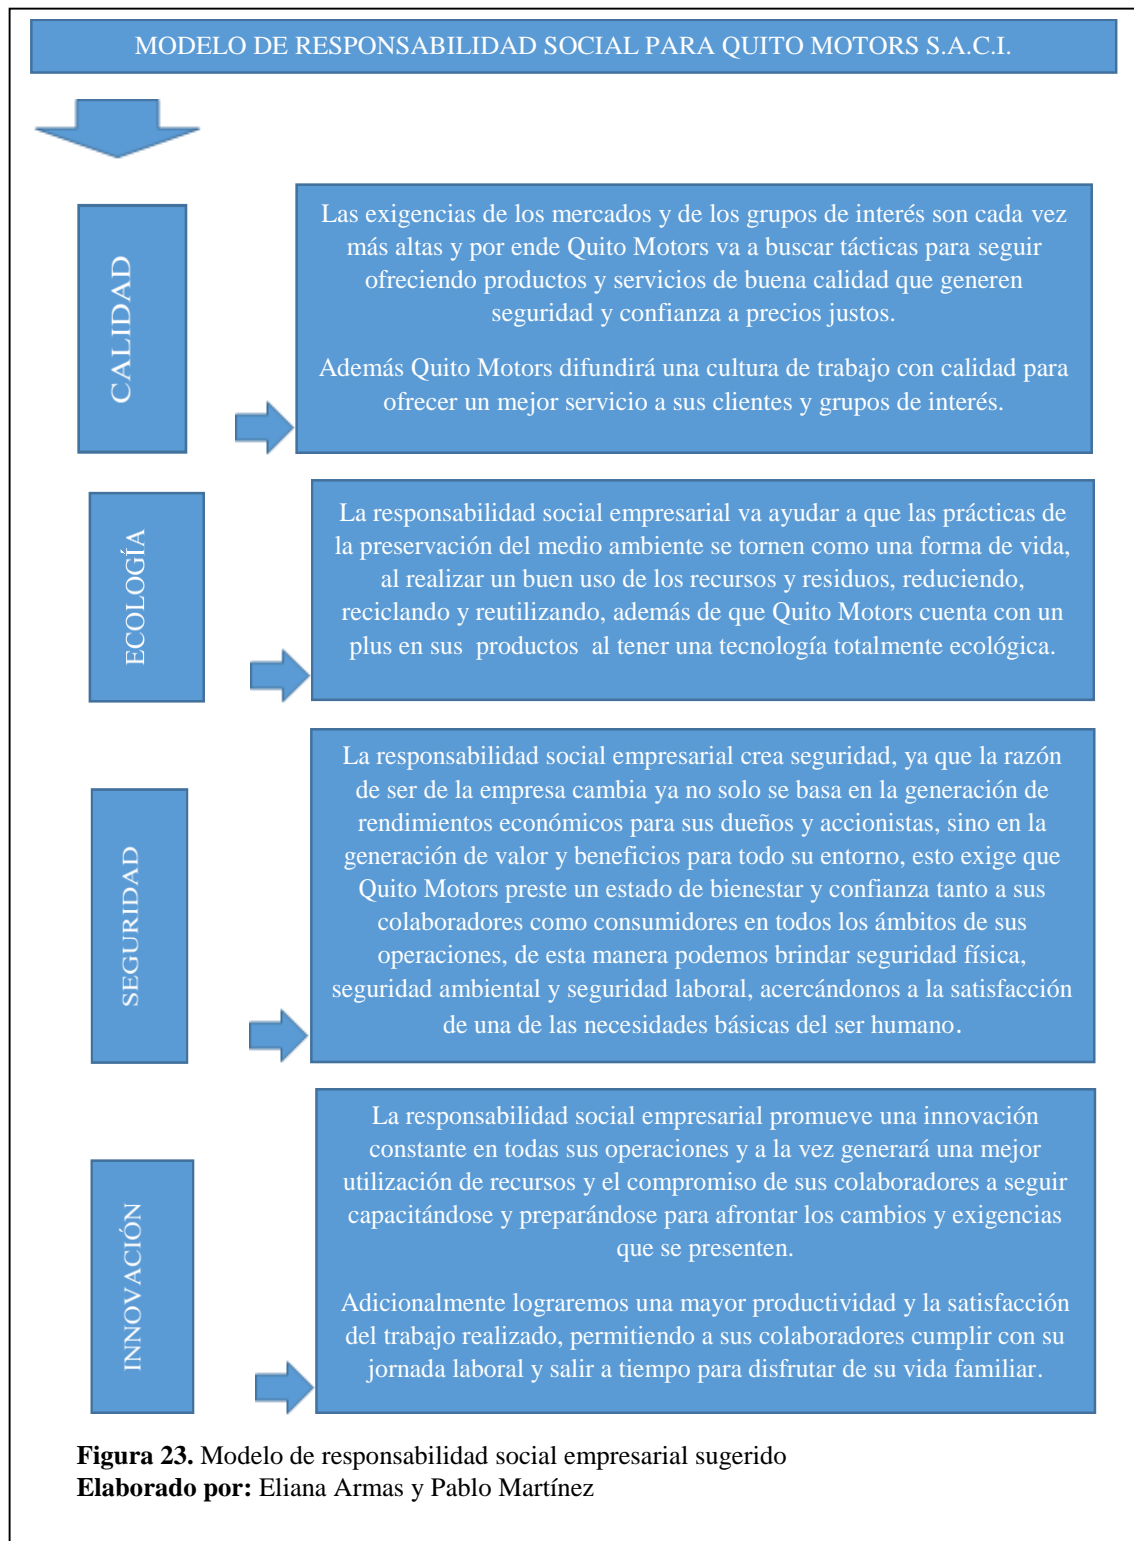 MODELO DE RESPONSABILIDAD SOCIAL PARA QUITO MOTORS S.A.C.I.
CALIDAD
Las exigencias de los mercados y de los grupos de interés son cada vez
más altas y por ende Quito Motors va a buscar tácticas para seguir
ofreciendo productos y servicios de buena calidad que generen
seguridad y confianza a precios justos.
Además Quito Motors difundirá una cultura de trabajo con calidad para
ofrecer un mejor servicio a sus clientes y grupos de interés.
ECOLOGÍA
La responsabilidad social empresarial va ayudar a que las prácticas de
la preservación del medio ambiente se tornen como una forma de vida,
al realizar un buen uso de los recursos y residuos, reduciendo,
reciclando y reutilizando, además de que Quito Motors cuenta con un
plus en sus  productos  al tener una tecnología totalmente ecológica.
SEGURIDAD
La responsabilidad social empresarial crea seguridad, ya que la razón
de ser de la empresa cambia ya no solo se basa en la generación de
rendimientos económicos para sus dueños y accionistas, sino en la
generación de valor y beneficios para todo su entorno, esto exige que
Quito Motors preste un estado de bienestar y confianza tanto a sus
colaboradores como consumidores en todos los ámbitos de sus
operaciones, de esta manera podemos brindar seguridad física,
seguridad ambiental y seguridad laboral, acercándonos a la satisfacción
de una de las necesidades básicas del ser humano.
INNOVACIÓN
La responsabilidad social empresarial promueve una innovación
constante en todas sus operaciones y a la vez generará una mejor
utilización de recursos y el compromiso de sus colaboradores a seguir
capacitándose y preparándose para afrontar los cambios y exigencias
que se presenten.
Adicionalmente lograremos una mayor productividad y la satisfacción
del trabajo realizado, permitiendo a sus colaboradores cumplir con su
jornada laboral y salir a tiempo para disfrutar de su vida familiar.
Figura 23. Modelo de responsabilidad social empresarial sugerido
Elaborado por: Eliana Armas y Pablo Martínez